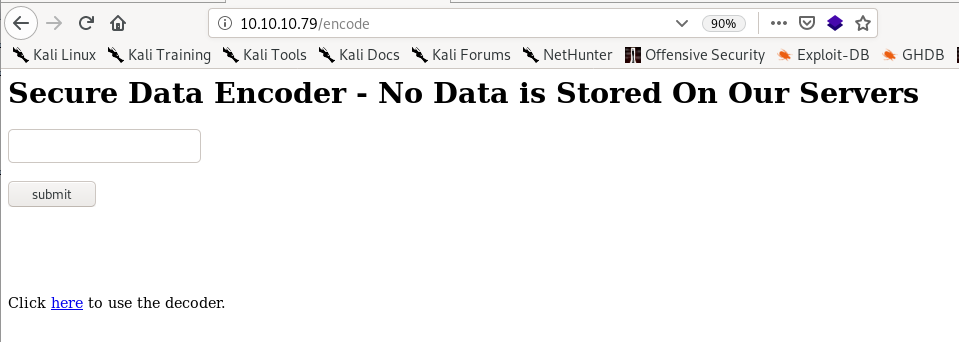 10.10.10.79/encode 90%
Kali Linux Kali Training Kali Tools Kali Docs Kali Forums NetHunter Offensive Security Exploit-DB GHDB
Secure Data Encoder - No Data is Stored On Our Servers
submit
Click here to use the decoder.